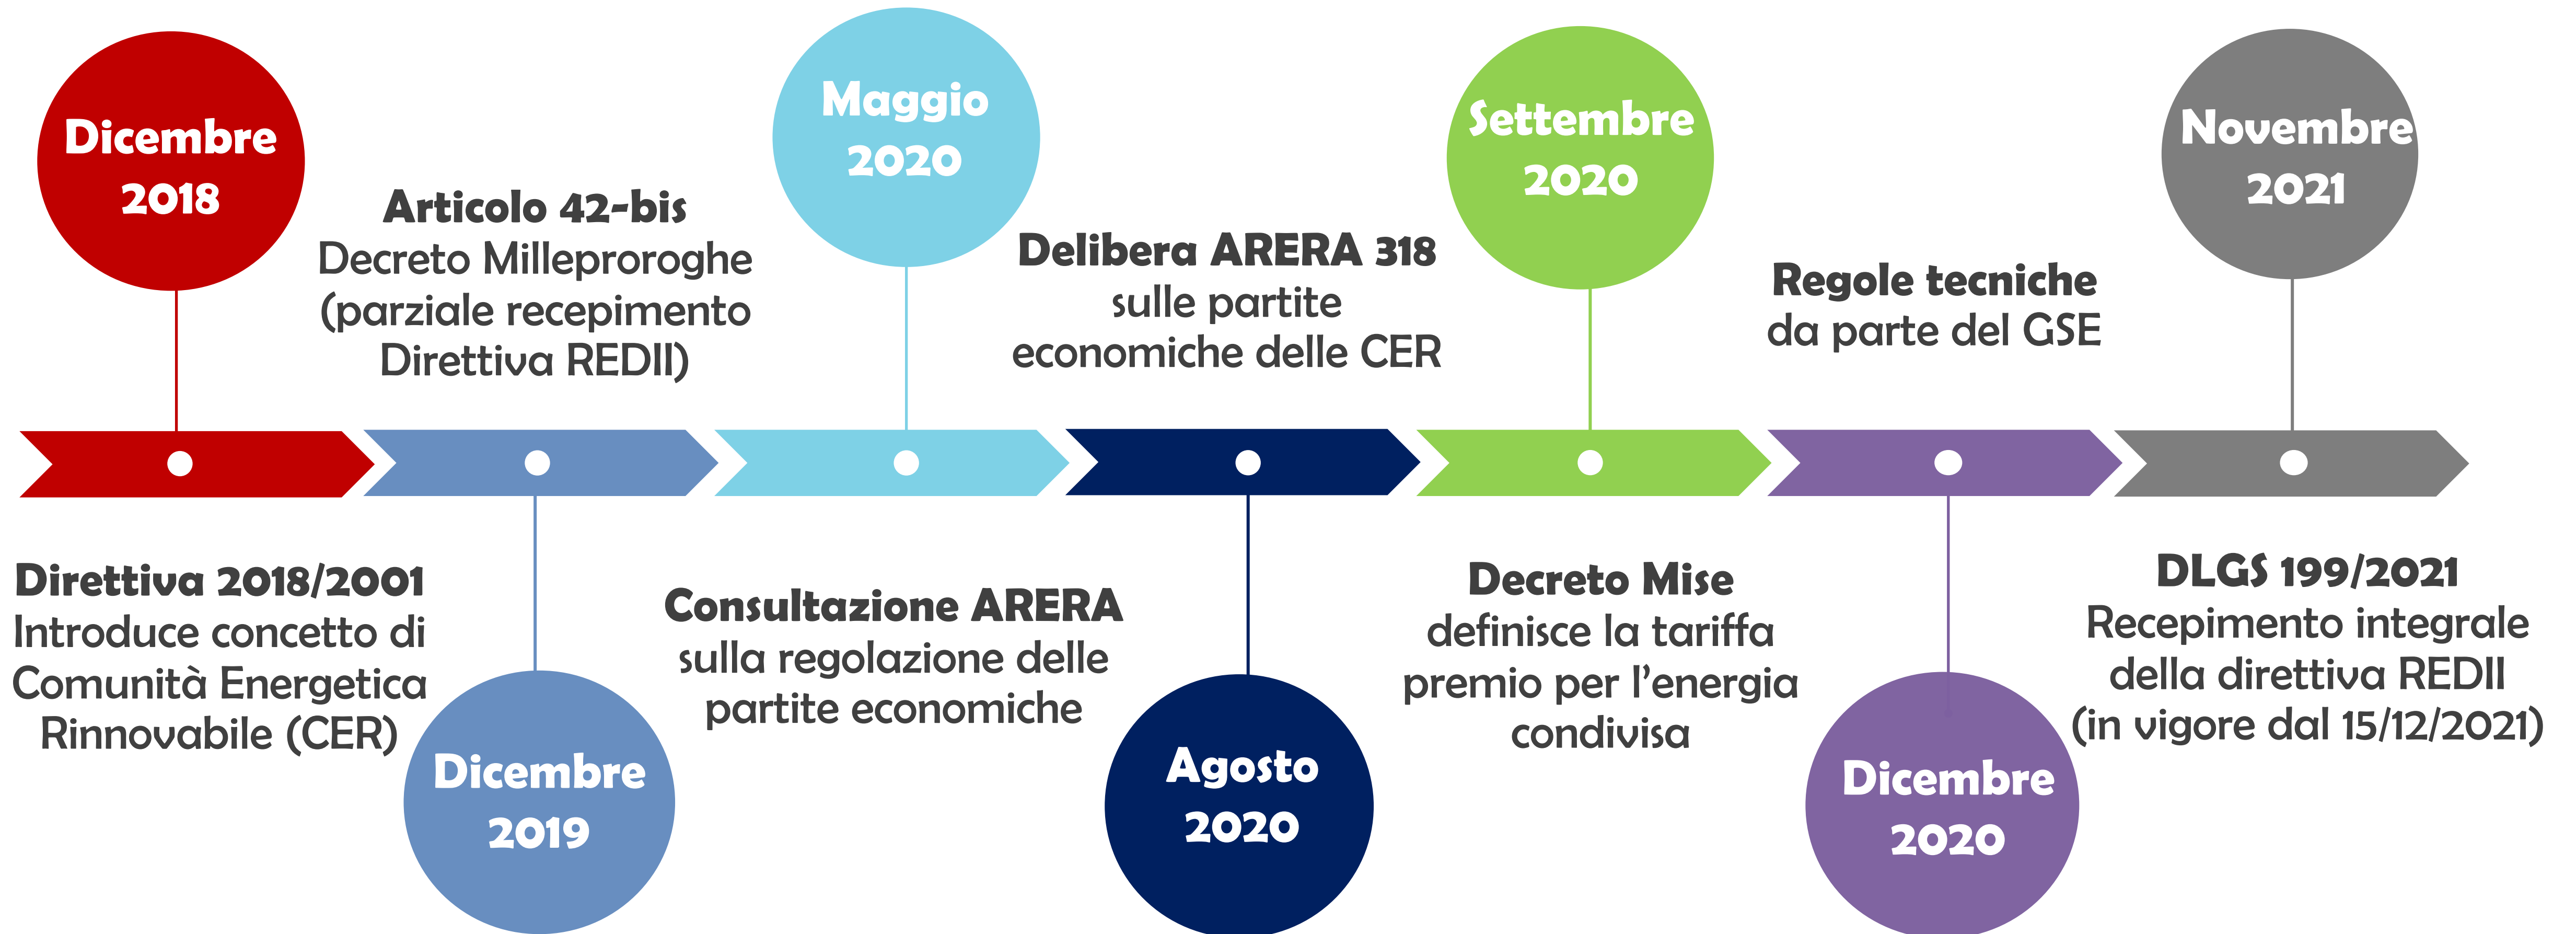 Dicembre
2018
Direttiva 2018/2001
Introduce concetto di
Comunità Energetica
Rinnovabile (CER)
Articolo 42-bis
Decreto Milleproroghe
(parziale recepimento
Direttiva REDII)
Dicembre
2019
Maggio
2020
Consultazione ARERA
sulla regolazione delle
partite economiche
Delibera ARERA 318
sulle partite
economiche delle CER
Agosto
2020
Settembre
2020
Decreto Mise
definisce la tariffa
premio per l’energia
condivisa
Regole tecniche
da parte del GSE
Dicembre
2020
Novembre
2021
DLGS 199/2021
Recepimento integrale
della direttiva REDII
(in vigore dal 15/12/2021)